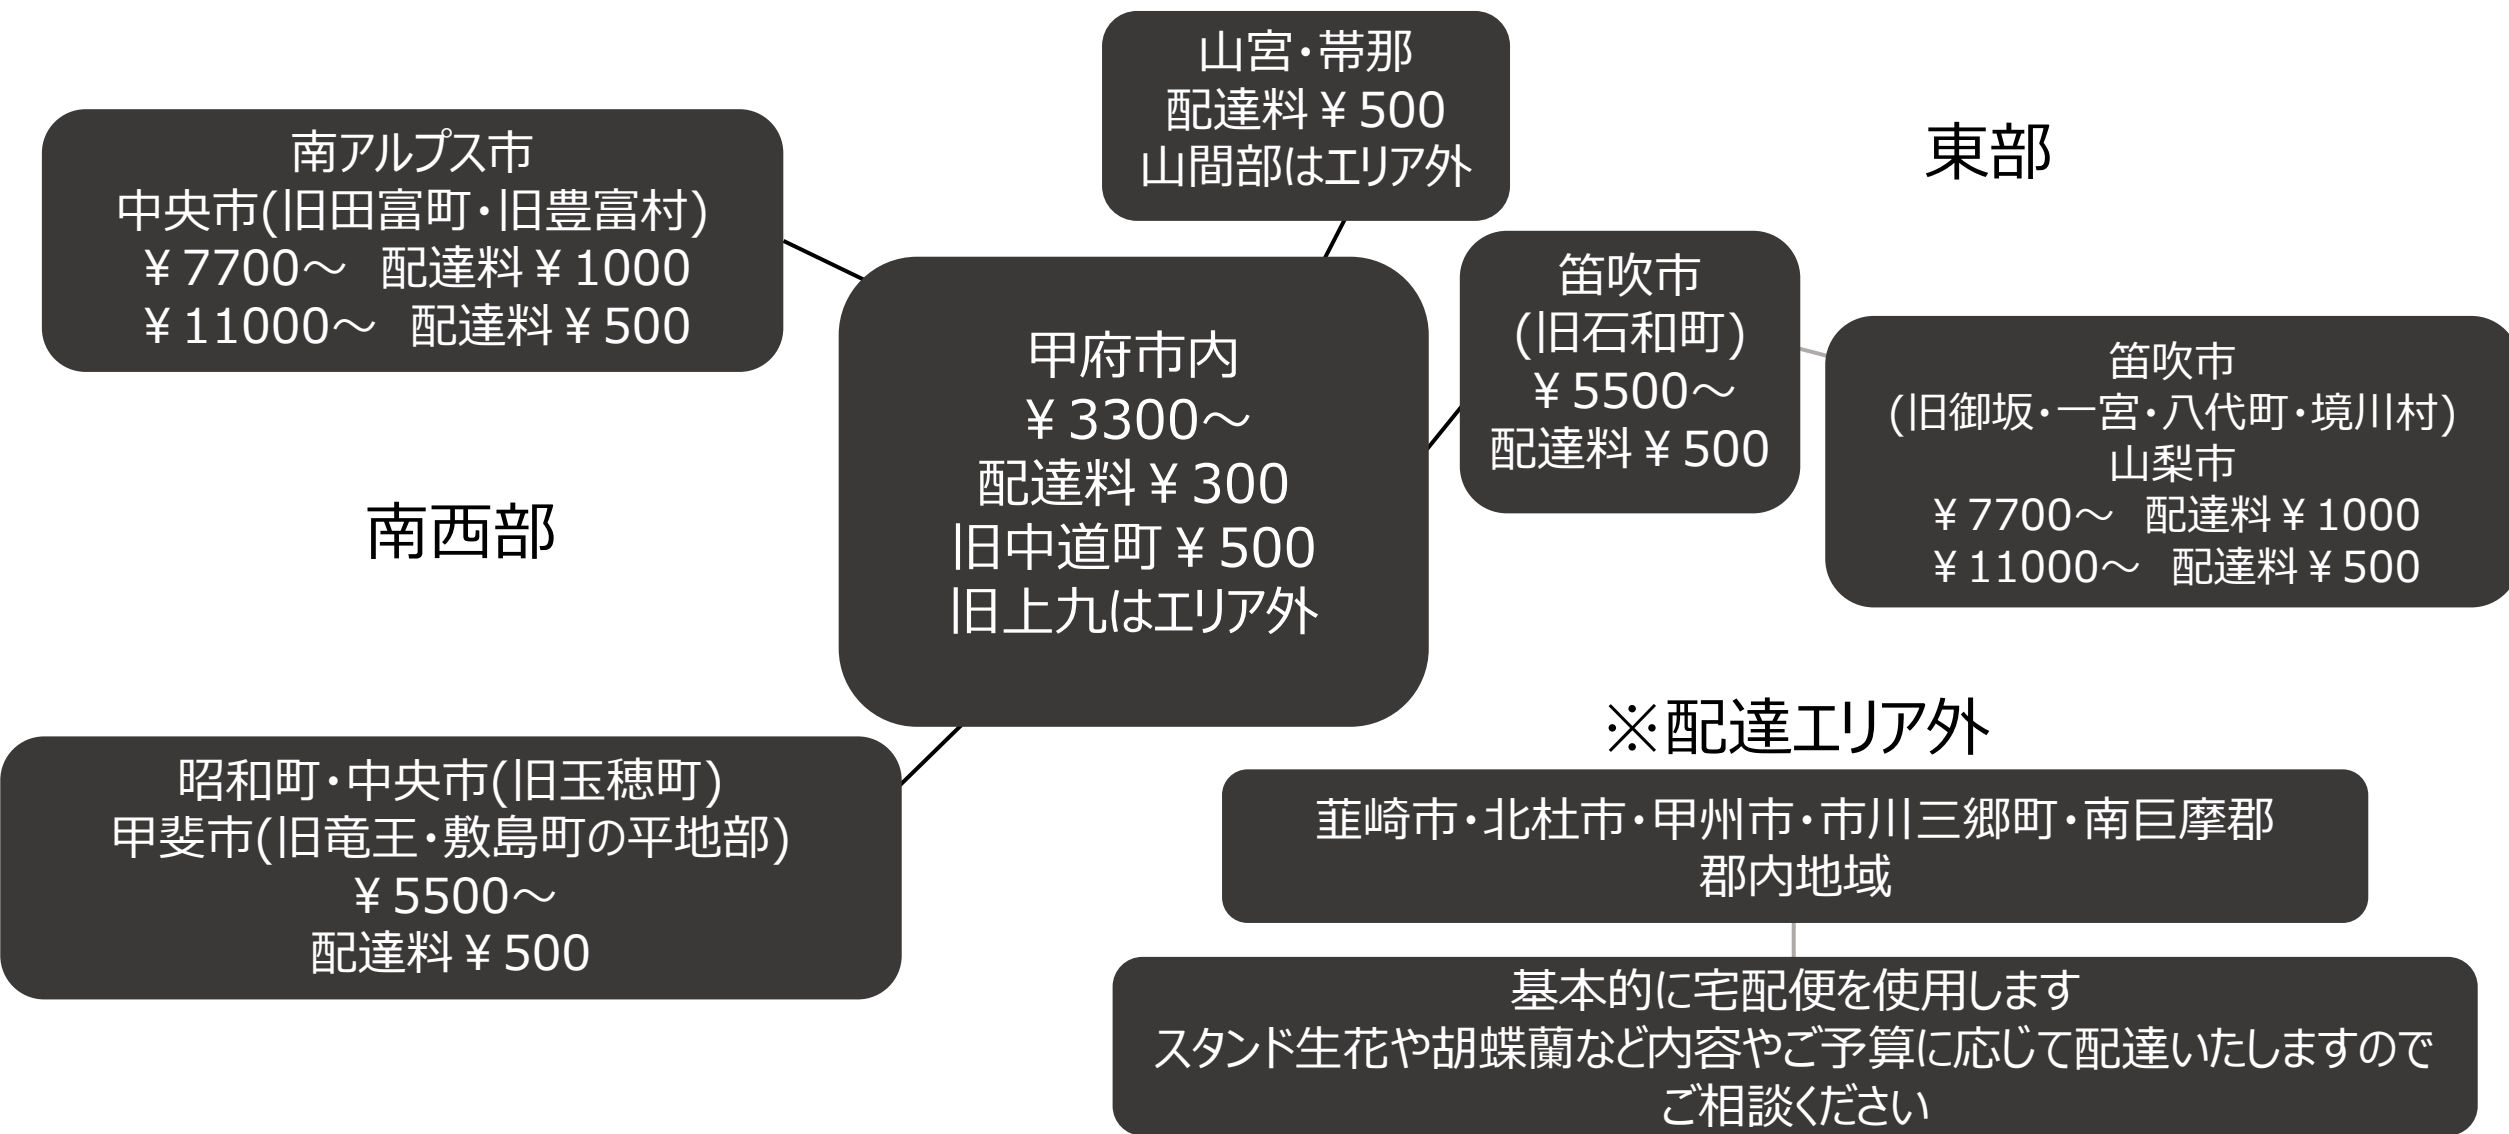 山宮・帯那
配達料￥500
山間部はエリア外
南アルプス市
中央市(旧田富町・旧豊富村)
￥7700～　配達料￥1000
￥11000～　配達料￥500
東部
笛吹市
(旧石和町)
￥5500～
配達料￥500
笛吹市
(旧御坂・一宮・八代町・境川村)
山梨市
￥7700～　配達料￥1000
￥11000～　配達料￥500
甲府市内
￥3300～
配達料￥300
旧中道町￥500
旧上九はエリア外
南西部
昭和町・中央市(旧玉穂町)
甲斐市(旧竜王・敷島町の平地部)
￥5500～
配達料￥500
※配達エリア外
韮崎市・北杜市・甲州市・市川三郷町・南巨摩郡
郡内地域
基本的に宅配便を使用します
スタンド生花や胡蝶蘭など内容やご予算に応じて配達いたしますので
ご相談ください